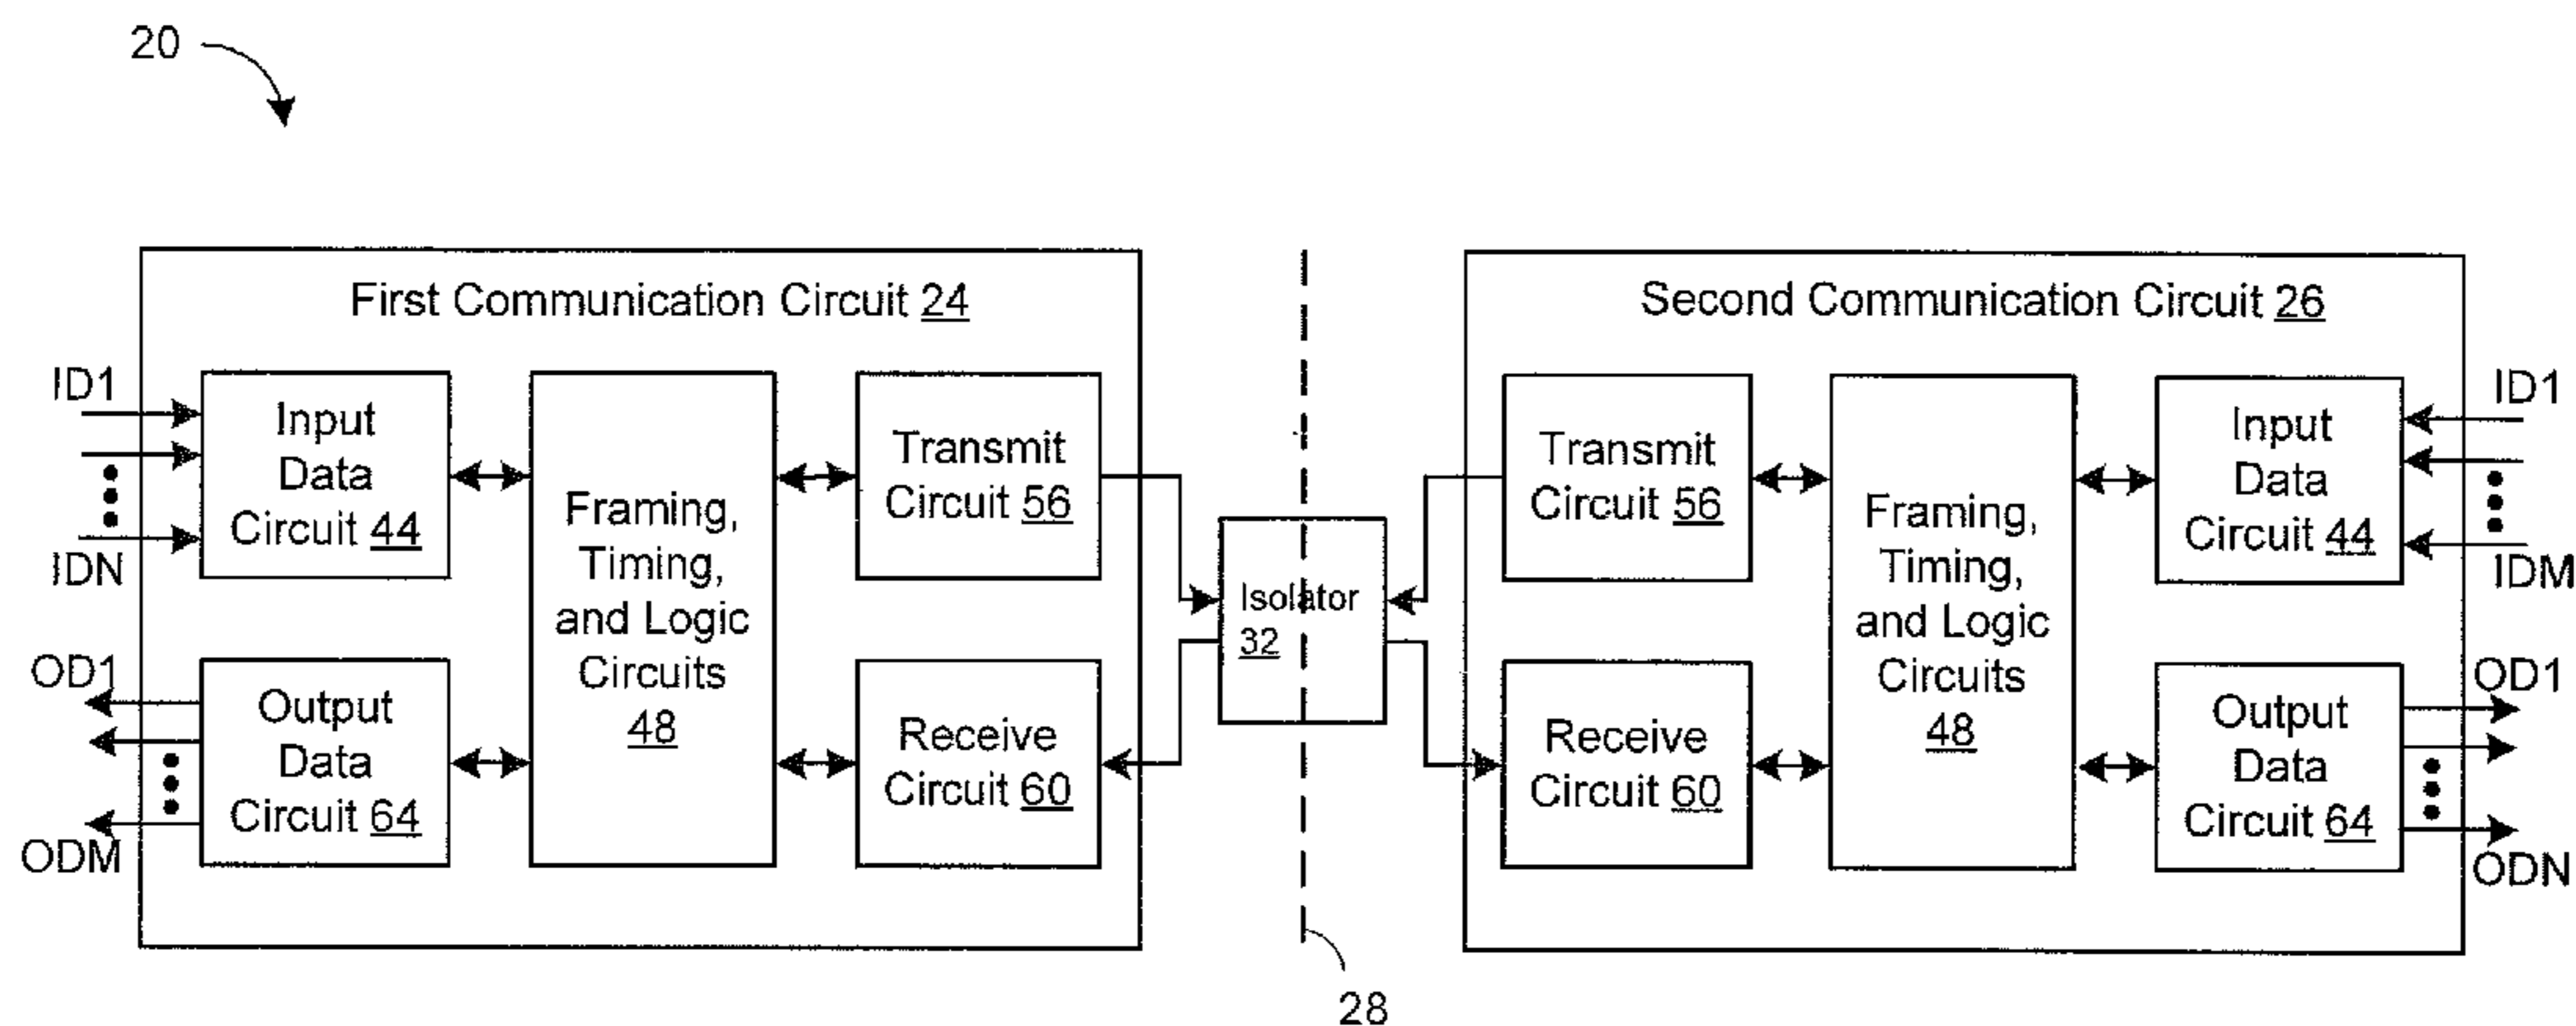 20
First Communication Circuit 24
ID1
IDN
Input
Data
Circuit 44
OD1
ODM
Output
Data
Circuit 64
Framing,
Timing,
and Logic
Circuits
48
Transmit
Circuit 56
Receive
Circuit 60
Isolator
32
28
Second Communication Circuit 26
Transmit
Circuit 56
Receive
Circuit 60
Framing,
Timing,
and Logic
Circuits
48
Input
Data
Circuit 44
ID1
IDM
Output
Data
Circuit 64
OD1
ODN